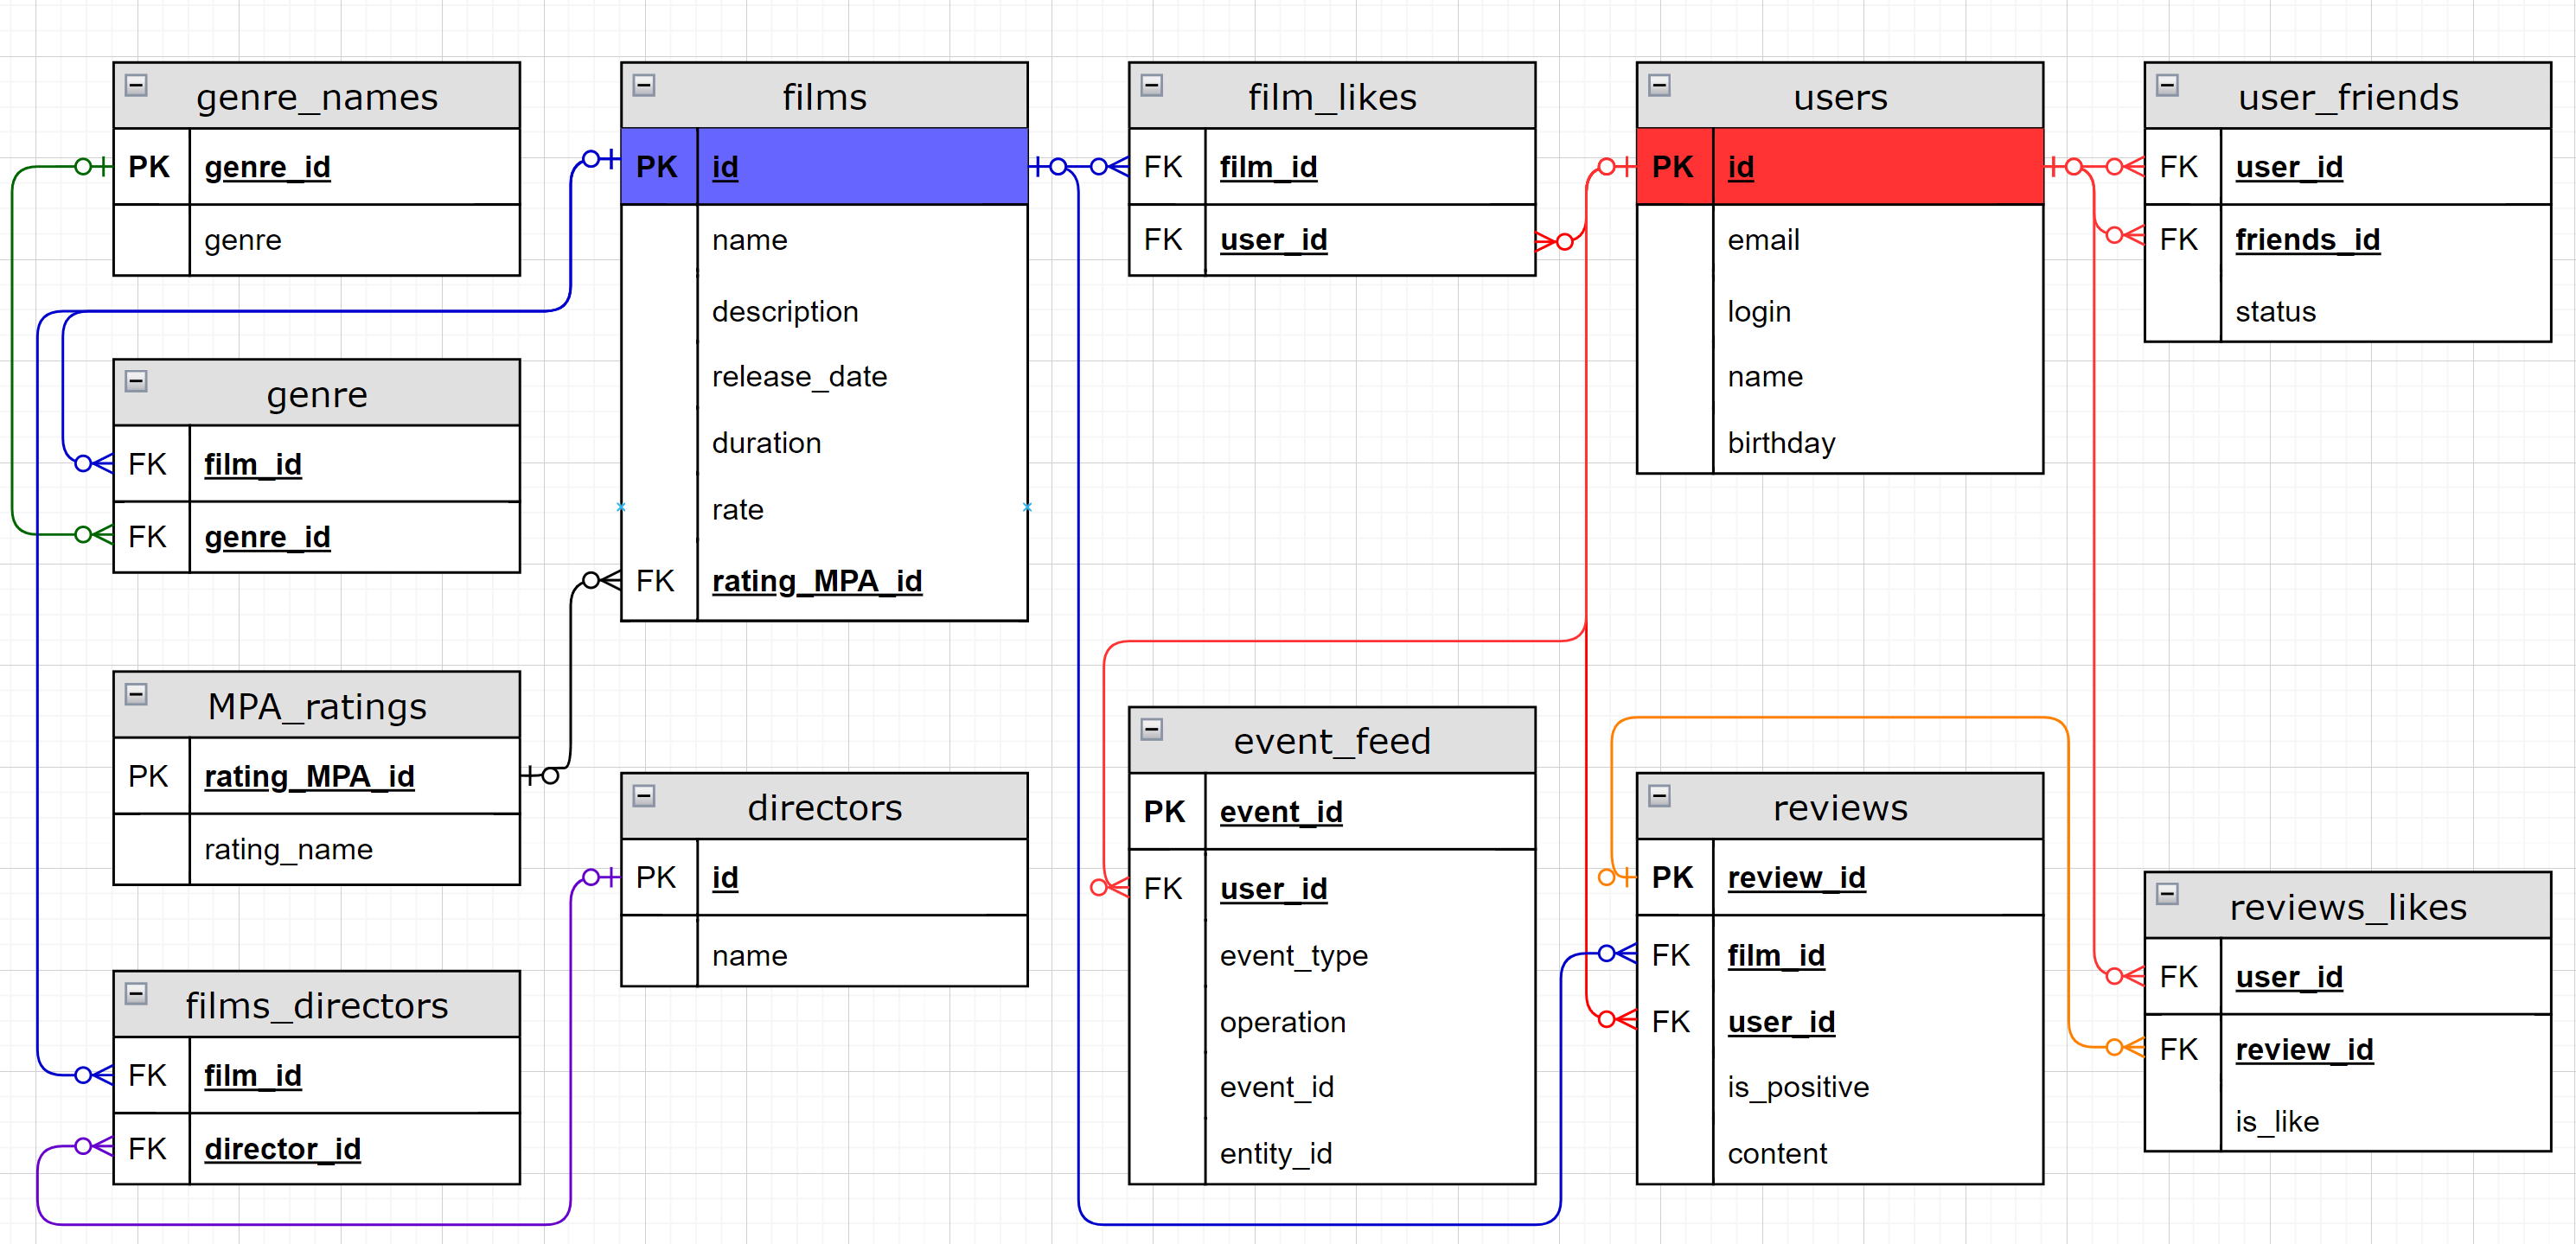 genre_names
PK genre_id
genre
films
PK id
name
description
release_date
duration
rate
FK rating_MPA_id
film_likes
FK film_id
FK user_id
users
PK id
email
login
name
birthday
user_friends
FK user_id
FK friends_id
status
genre
FK film_id
FK genre_id
MPA_ratings
PK rating_MPA_id
rating_name
directors
PK id
name
event_feed
PK event_id
FK user_id
event_type
operation
event_id
entity_id
reviews
PK review_id
FK film_id
FK user_id
is_positive
content
reviews_likes
FK user_id
FK review_id
is_like
films_directors
FK film_id
FK director_id